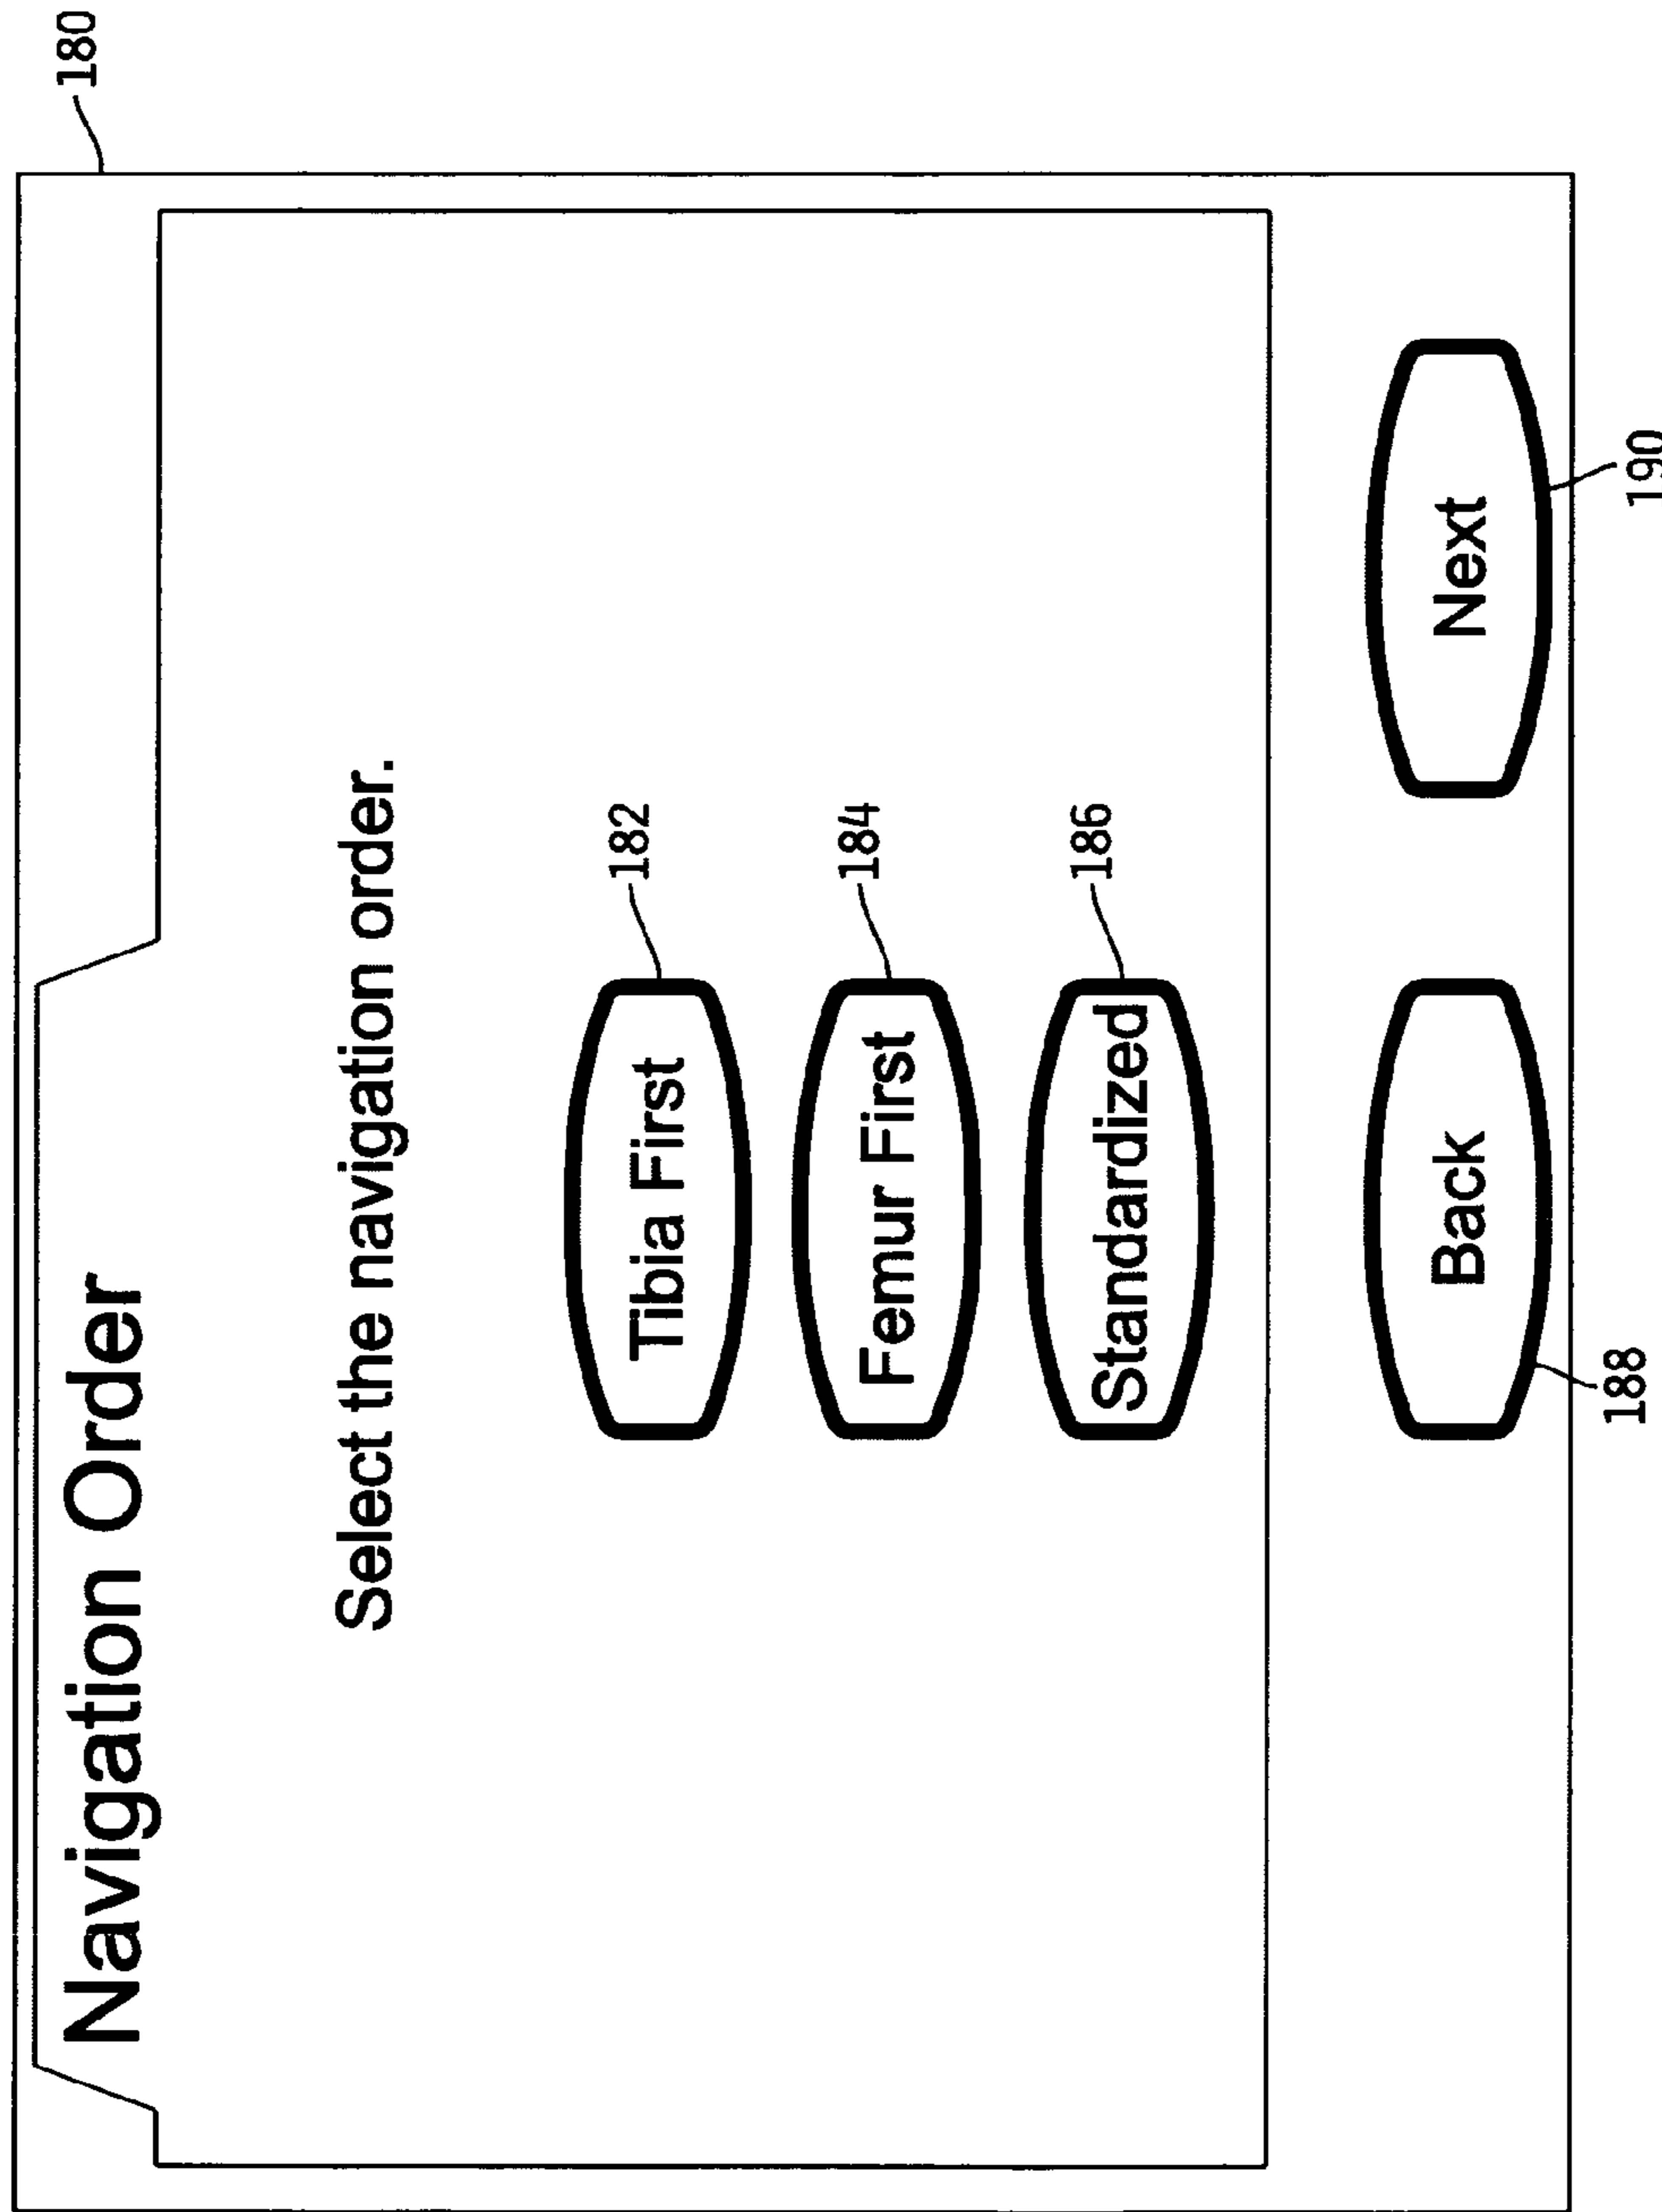 180
Navigation Order
Select the navigation order.
182
Tibia First
184
Femur First
186
Standardized
Back
Next
188
190